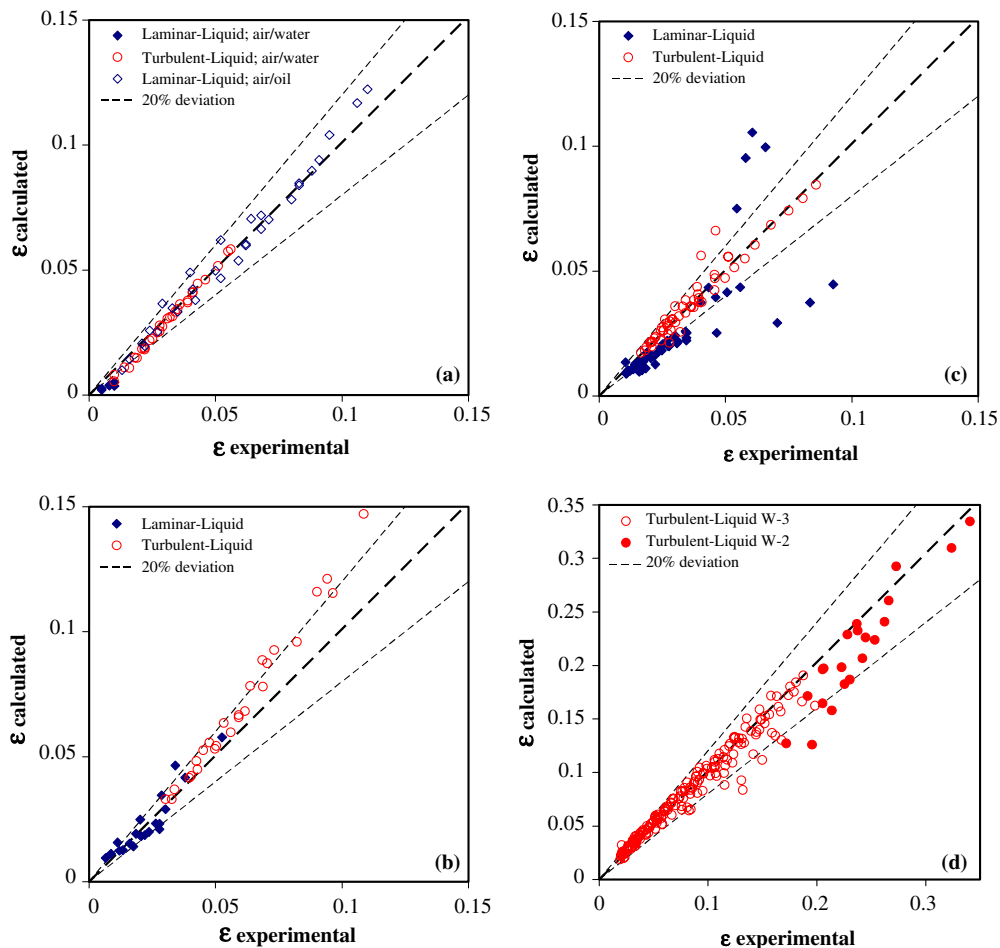 0.15
Laminar-Liquid; air/water
Turbulent-Liquid; air/water
Laminar-Liquid; air/oil
20% deviation
0.1
ε calculated
0.05
0
(a)
0 0.05 0.1 0.15
ε experimental
0.15
Laminar-Liquid
Turbulent-Liquid
20% deviation
0.1
ε calculated
0.05
0
(c)
0 0.05 0.1 0.15
ε experimental
0.15
Laminar-Liquid
Turbulent-Liquid
20% deviation
0.1
ε calculated
0.05
0
(b)
0 0.05 0.1 0.15
ε experimental
0.35
Turbulent-Liquid W-3
Turbulent-Liquid W-2
20% deviation
0.3
0.25
0.2
ε calculated
0.15
0.1
0.05
0
(d)
0 0.1 0.2 0.3
ε experimental